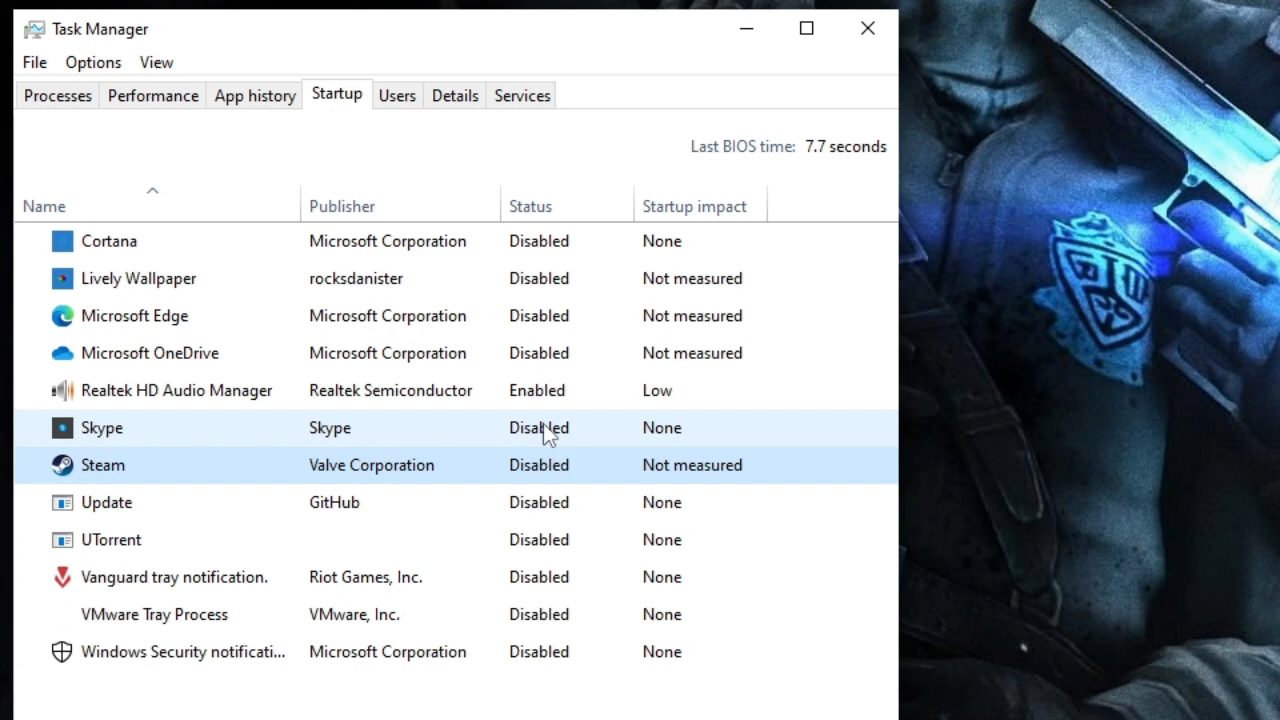 Task Manager
File Options View
Processes Performance App history Startup Users Details Services
Last BIOS time: 7.7 seconds
Name Publisher Status Startup impact
Cortana Microsoft Corporation Disabled None
Lively Wallpaper rocksdanister Disabled Not measured
Microsoft Edge Microsoft Corporation Disabled Not measured
Microsoft OneDrive Microsoft Corporation Disabled Not measured
Realtek HD Audio Manager Realtek Semiconductor Enabled Low
Skype Skype Disabled None
Steam Valve Corporation Disabled Not measured
Update GitHub Disabled None
UTorrent Disabled None
Vanguard tray notification. Riot Games, Inc. Disabled None
VMware Tray Process VMware, Inc. Disabled None
Windows Security notificati... Microsoft Corporation Disabled None